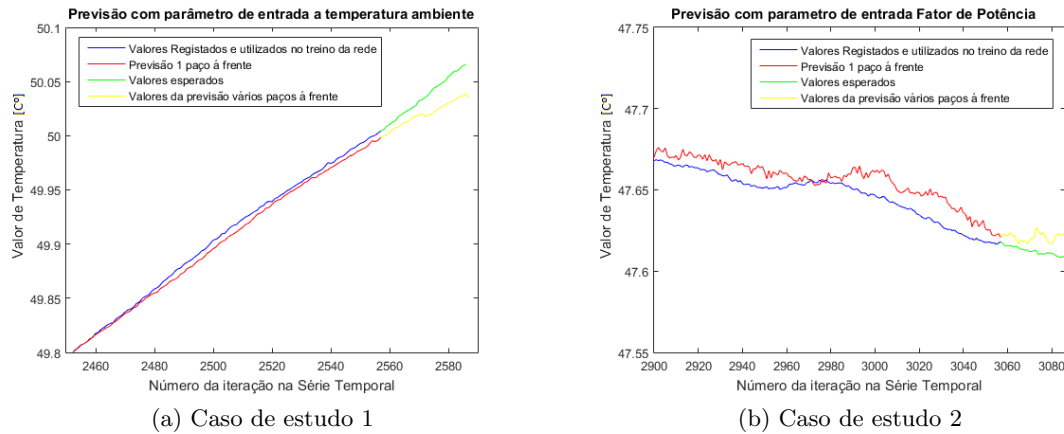 Previsão com parâmetro de entrada a temperatura ambiente
50.1
50.05
50
49.95
49.9
49.85
49.8
Valor de Temperatura [Cº]
Valores Registados e utilizados no treino da rede
Previsão 1 paço á frente
Valores esperados
Valores da previsão vários paços à frente
2460 2480 2500 2520 2540 2560 2580
Número da iteração na Série Temporal
(a) Caso de estudo 1
Previsão com parametro de entrada Fator de Potência
47.75
47.7
47.65
47.6
47.55
Valor de Temperatura [Cº]
Valores Registados e utilizados no treino da rede
Previsão 1 paço á frente
Valores esperados
Valores da previsão vários paços à frente
2900 2920 2940 2960 2980 3000 3020 3040 3060 3080
Número da iteração na Série Temporal
(b) Caso de estudo 2